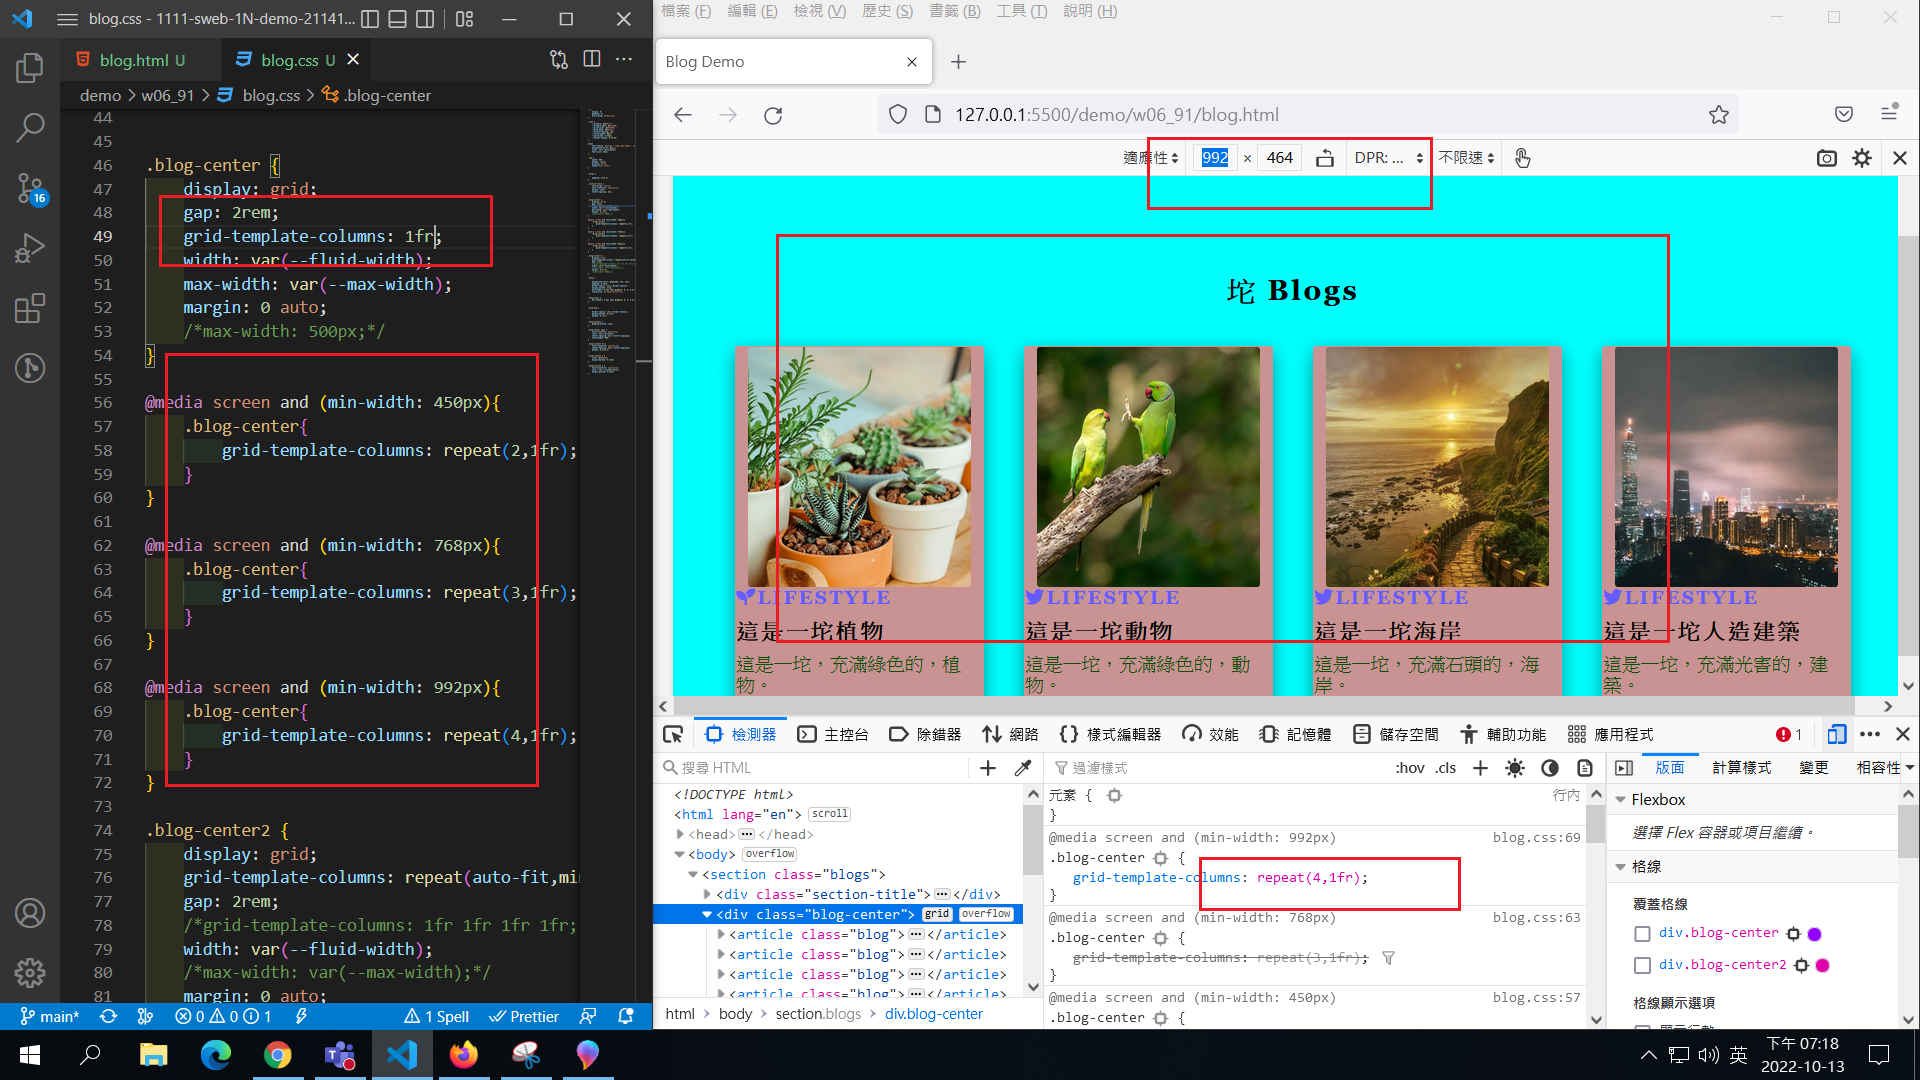 blog.css - 1111-sweb-1N-demo-21141...
blog.html U
blog.css U
demo > w06_91 > blog.css > .blog-center
44
45
46 .blog-center {
47 display: grid;
48 gap: 2rem;
49 grid-template-columns: 1fr;
50 width: var(--fluid-width);
51 max-width: var(--max-width);
52 margin: 0 auto;
53 /*max-width: 500px;*/
54 }
55
56 @media screen and (min-width: 450px){
57 .blog-center{
58 grid-template-columns: repeat(2,1fr);
59 }
60 }
61
62 @media screen and (min-width: 768px){
63 .blog-center{
64 grid-template-columns: repeat(3,1fr);
65 }
66 }
67
68 @media screen and (min-width: 992px){
69 .blog-center{
70 grid-template-columns: repeat(4,1fr);
71 }
72 }
73
74 .blog-center2 {
75 display: grid;
76 grid-template-columns: repeat(auto-fit,min
77 gap: 2rem;
78 /*grid-template-columns: 1fr 1fr 1fr 1fr;
79 width: var(--fluid-width);
80 /*max-width: var(--max-width);*/
81 margin: 0 auto;
16
main* 0 0 1 1 Spell Prettier
檔案 (F) 編輯 (E) 檢視 (V) 歷史 (S) 書籤 (B) 工具 (T) 說明 (H)
Blog Demo
127.0.0.1:5500/demo/w06_91/blog.html
適應性 992 × 464 DPR: ... 不限速
坨 Blogs
LIFESTYLE
這是一坨植物
這是一坨，充滿綠色的，植
物。
LIFESTYLE
這是一坨動物
這是一坨，充滿綠色的，動
物。
LIFESTYLE
這是一坨海岸
這是一坨，充滿石頭的，海
岸。
LIFESTYLE
這是一坨人造建築
這是一坨，充滿光害的，建
築。
檢測器 主控台 除錯器 網路 樣式編輯器 效能 記憶體 儲存空間 輔助功能 應用程式 1
搜尋 HTML
<!DOCTYPE html>
<html lang="en"> scroll
<head> </head>
<body> overflow
<section class="blogs">
<div class="section-title"> </div>
<div class="blog-center"> grid overflow
<article class="blog"> </article>
<article class="blog"> </article>
<article class="blog"> </article>
<article class="blog"> </article>
html > body > section.blogs > div.blog-center
過濾樣式 :hov .cls
元素 { 行內
}
@media screen and (min-width: 992px) blog.css:69
.blog-center {
grid-template-columns: repeat(4,1fr);
}
@media screen and (min-width: 768px) blog.css:63
.blog-center {
grid-template-columns: repeat(3,1fr);
}
@media screen and (min-width: 450px) blog.css:57
.blog-center {
版面 計算樣式 變更 相容性
Flexbox
選擇 Flex 容器或項目繼續。
格線
覆蓋格線
div.blog-center
div.blog-center2
格線顯示選項
顯示行數
英
下午 07:18
2022-10-13